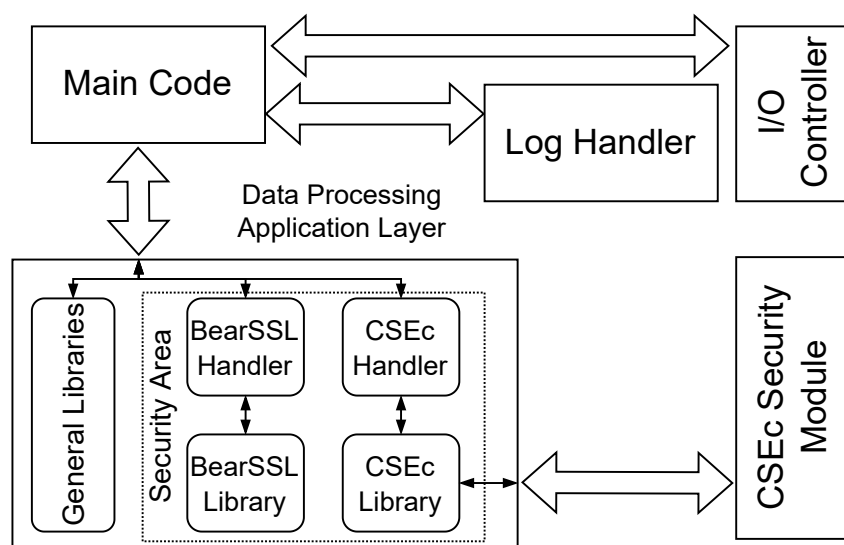 Main Code
I/O
Controller
Log Handler
Data Processing
Application Layer
General Libraries
Security Area
BearSSL
Handler
CSEc
Handler
BearSSL
Library
CSEc
Library
CSEc Security
Module